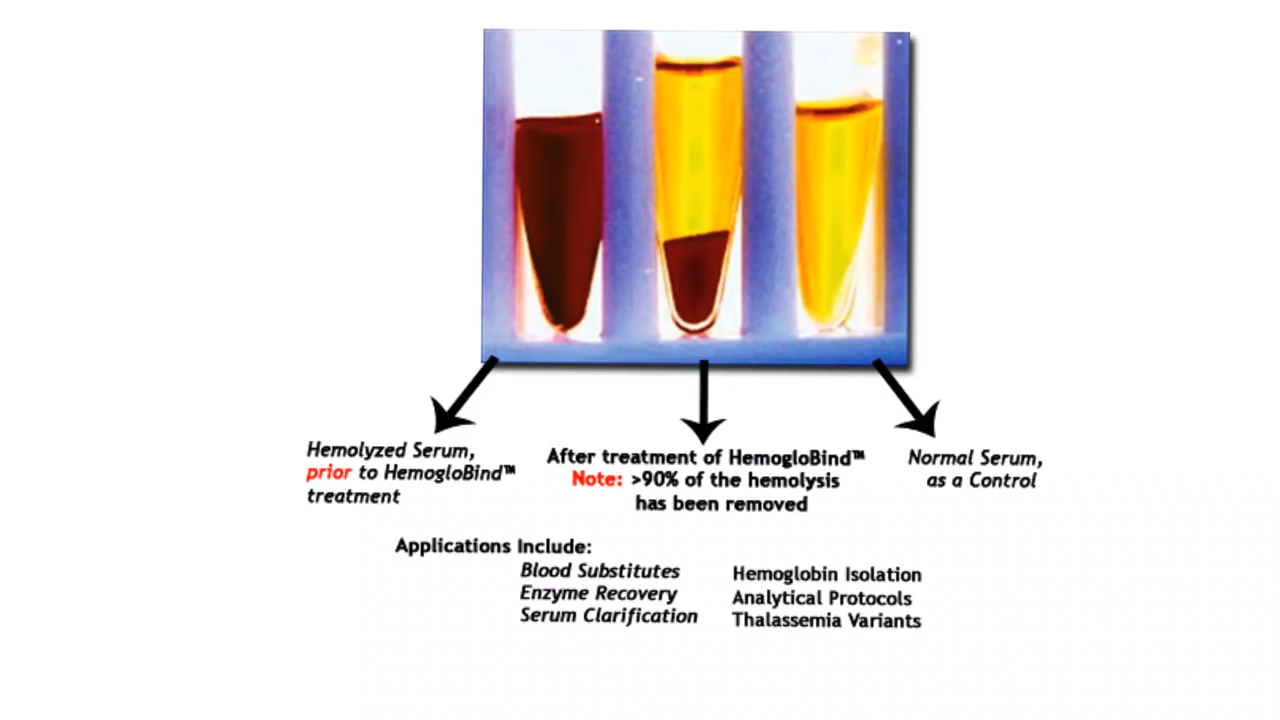 Hemolyzed Serum,
prior to HemogloBind™
treatment
After treatment of HemogloBind™
Note: >90% of the hemolysis
has been removed
Normal Serum,
as a Control
Applications Include:
Blood Substitutes
Enzyme Recovery
Serum Clarification
Hemoglobin Isolation
Analytical Protocols
Thalassemia Variants